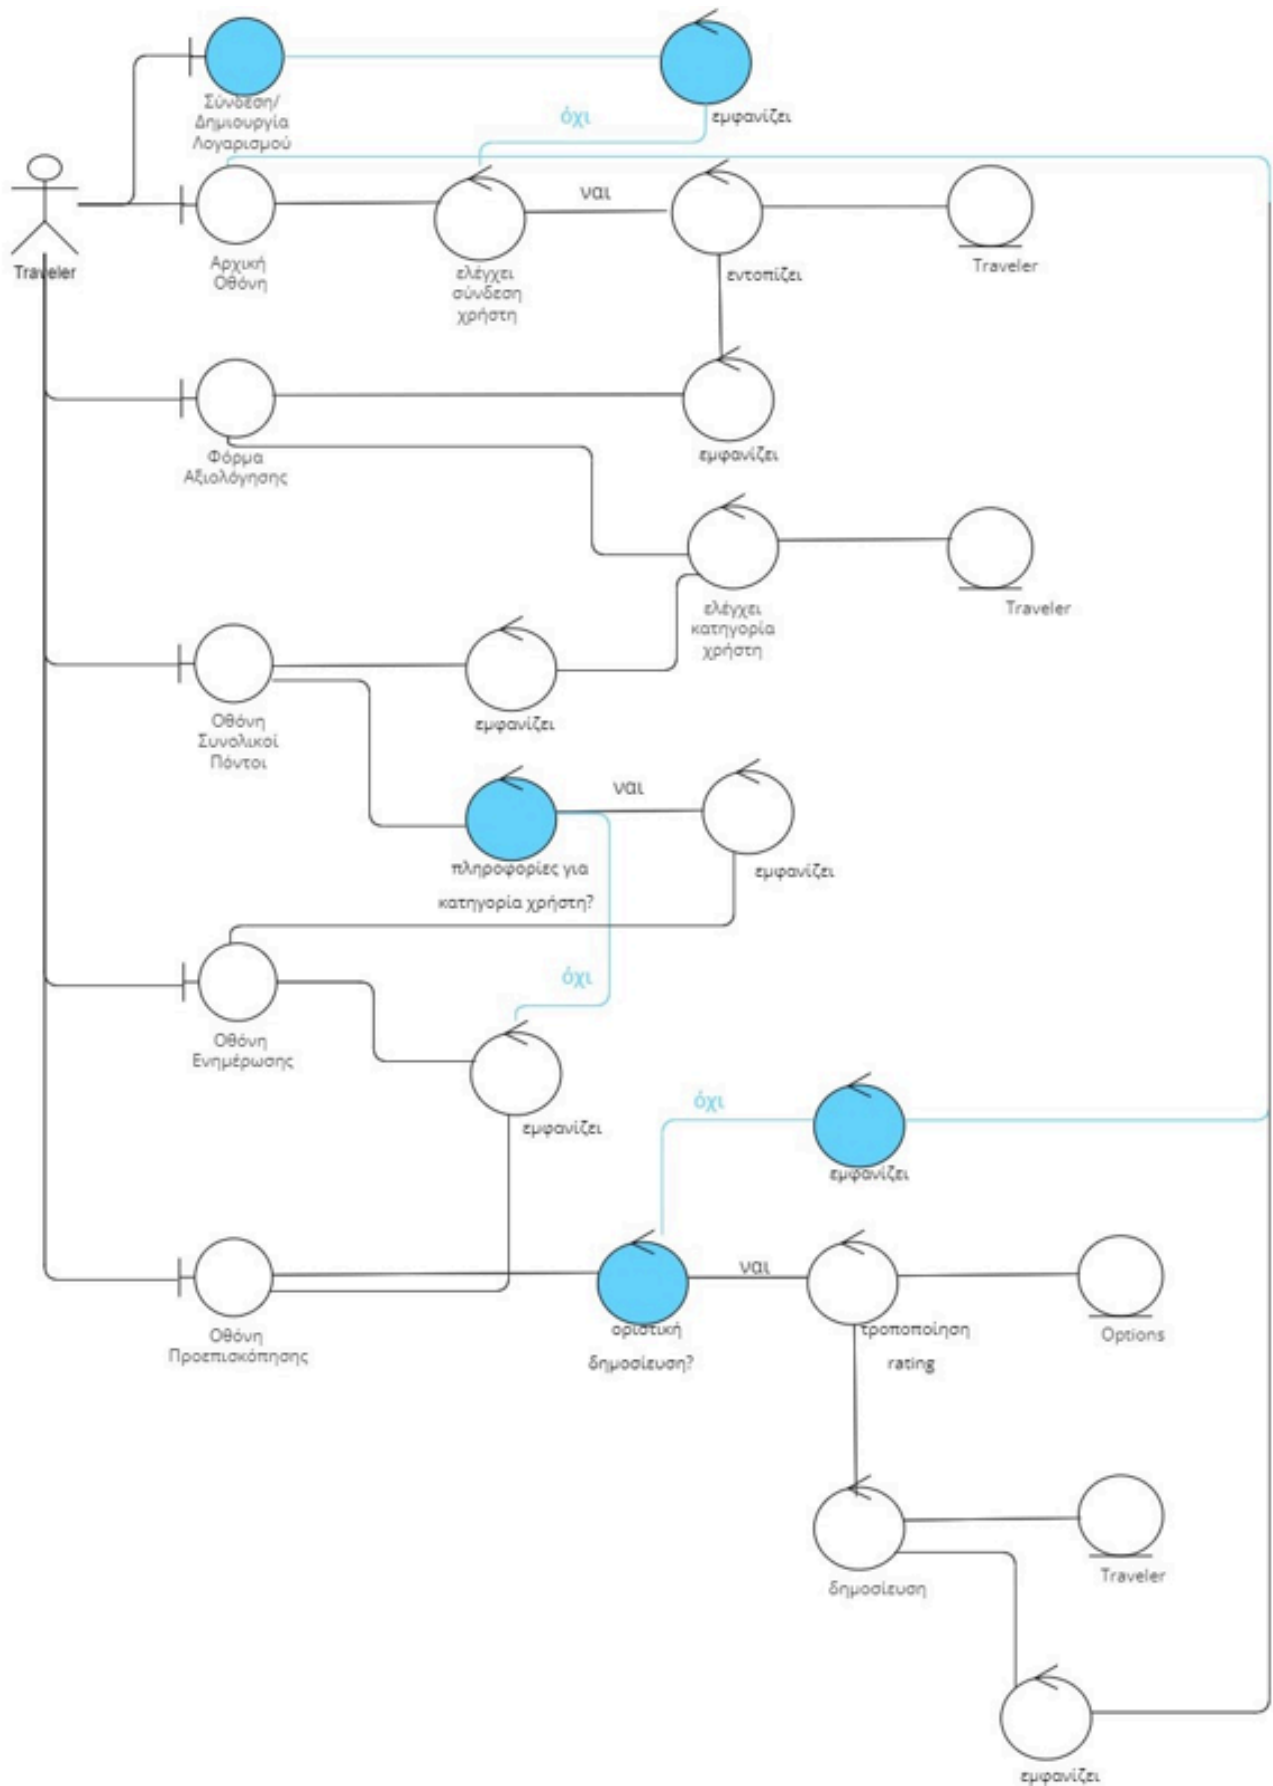 Σύνδεση/
Δημιουργία
Λογαρισμού
εμφανίζει
όχι
Traveler
Αρχική
Οθόνη
ελέγχει
σύνδεση
χρήστη
ναι
εντοπίζει
Traveler
Φόρμα
Αξιολόγησης
εμφανίζει
ελέγχει
κατηγορία
χρήστη
Traveler
Οθόνη
Συνολικοί
Πόντοι
εμφανίζει
ναι
πληροφορίες για
κατηγορία χρήστη?
εμφανίζει
όχι
Οθόνη
Ενημέρωσης
εμφανίζει
όχι
εμφανίζει
Οθόνη
Προεπισκόπησης
οριστική
δημοσίευση?
ναι
τροποποίηση
rating
Options
δημοσίευση
Traveler
εμφανίζει